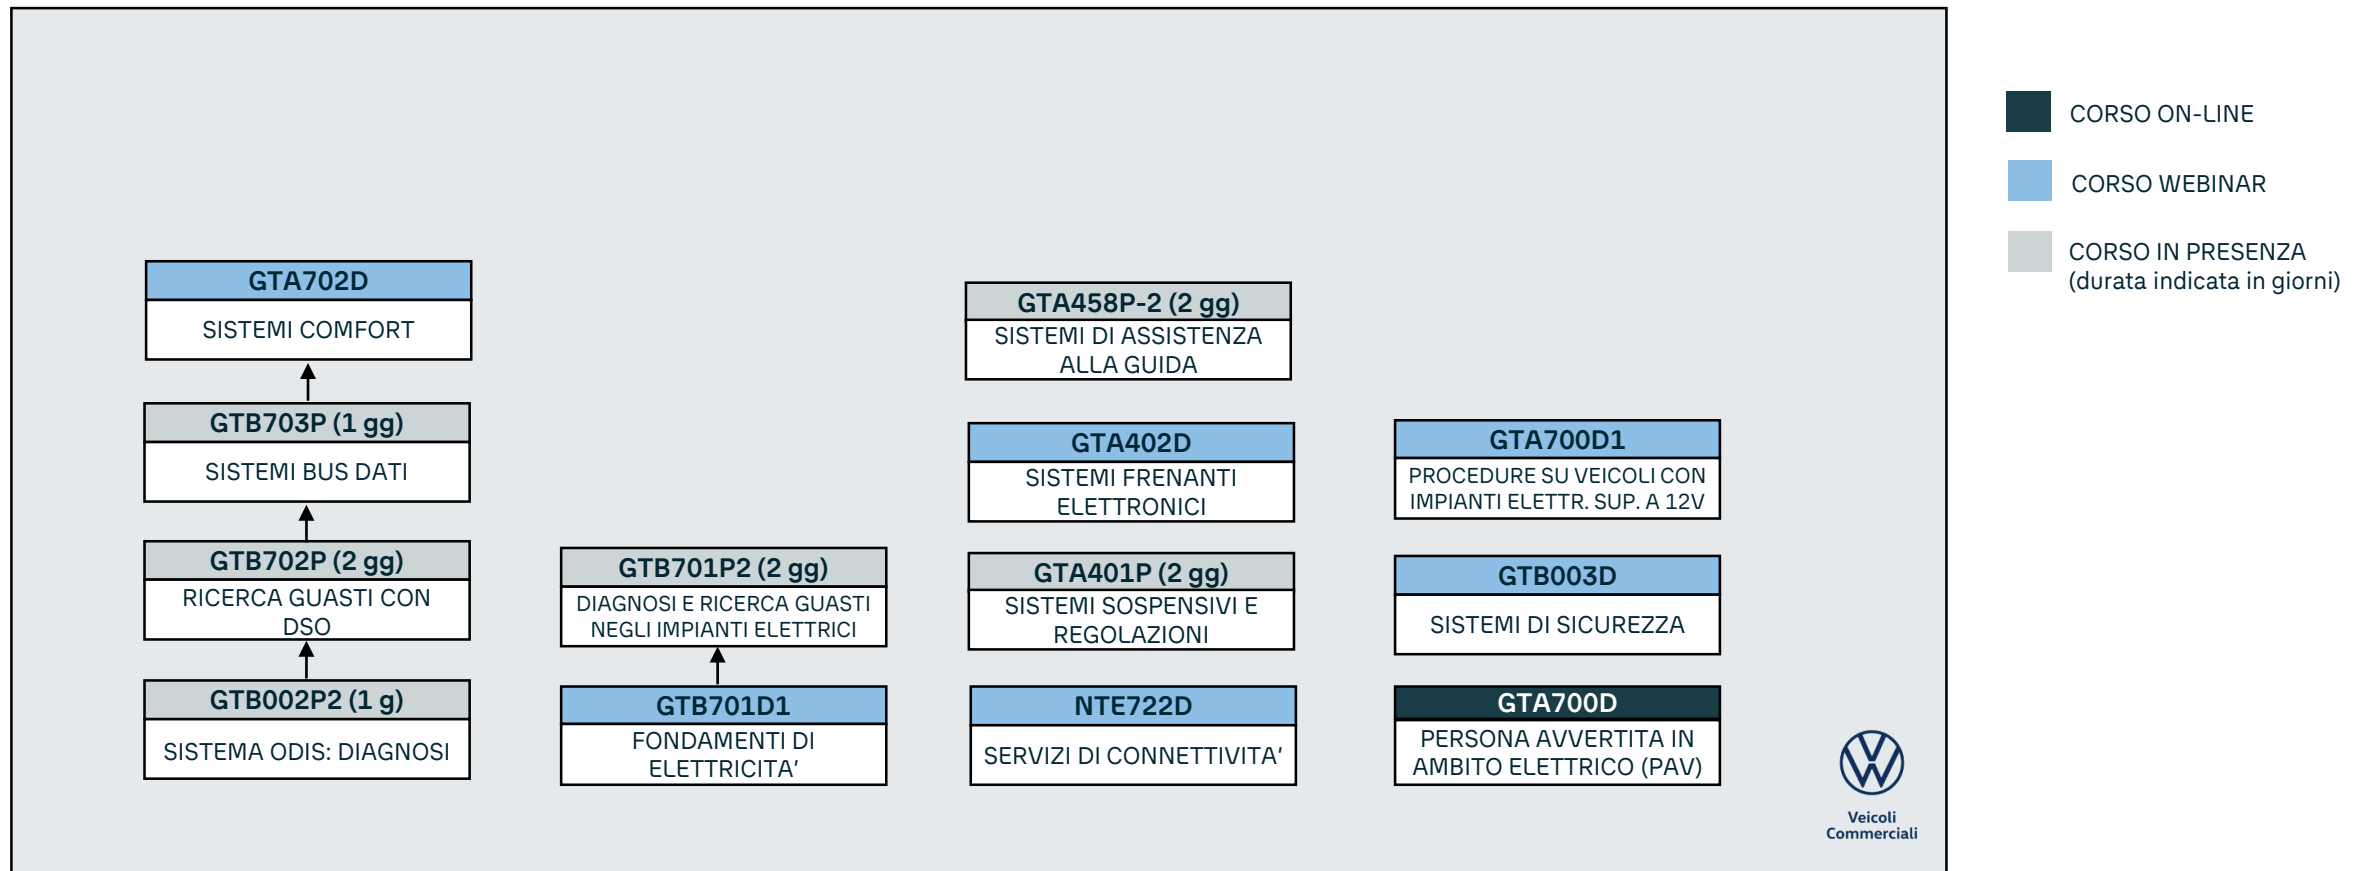 GTA702D
SISTEMI COMFORT
GTB703P (1 gg)
SISTEMI BUS DATI
GTB702P (2 gg)
RICERCA GUASTI CON
DSO
GTB002P2 (1 g)
SISTEMA ODIS: DIAGNOSI
GTB701P2 (2 gg)
DIAGNOSI E RICERCA GUASTI
NEGLI IMPIANTI ELETTRICI
GTB701D1
FONDAMENTI DI
ELETTRICITA’
GTA458P-2 (2 gg)
SISTEMI DI ASSISTENZA
ALLA GUIDA
GTA402D
SISTEMI FRENANTI
ELETTRONICI
GTA401P (2 gg)
SISTEMI SOSPENSIVI E
REGOLAZIONI
NTE722D
SERVIZI DI CONNETTIVITA’
GTA700D1
PROCEDURE SU VEICOLI CON
IMPIANTI ELETTR. SUP. A 12V
GTB003D
SISTEMI DI SICUREZZA
GTA700D
PERSONA AVVERTITA IN
AMBITO ELETTRICO (PAV)
Veicoli
Commerciali
CORSO ON-LINE
CORSO WEBINAR
CORSO IN PRESENZA
(durata indicata in giorni)